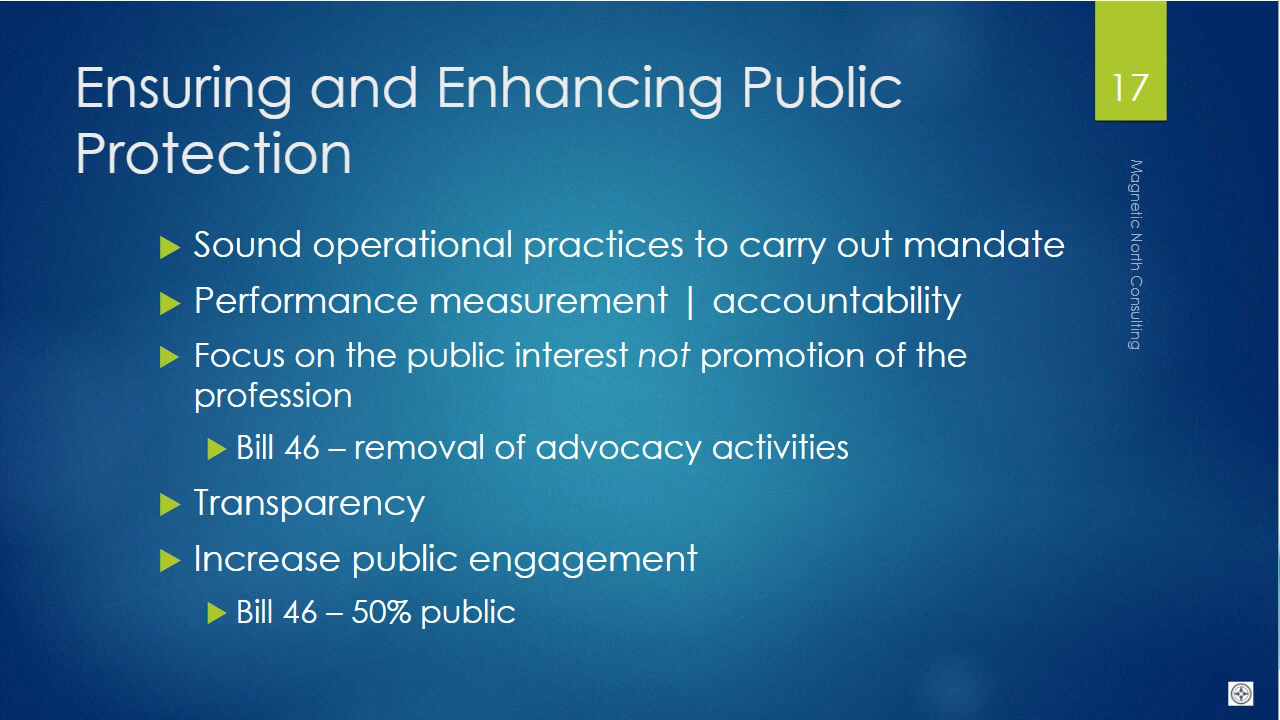 Ensuring and Enhancing Public
Protection
17
Magnetic North Consulting
Sound operational practices to carry out mandate
Performance measurement | accountability
Focus on the public interest not promotion of the
profession
Bill 46 – removal of advocacy activities
Transparency
Increase public engagement
Bill 46 – 50% public